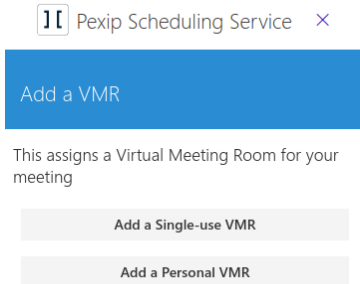 Pexip Scheduling Service
Add a VMR
This assigns a Virtual Meeting Room for your
meeting
Add a Single-use VMR
Add a Personal VMR